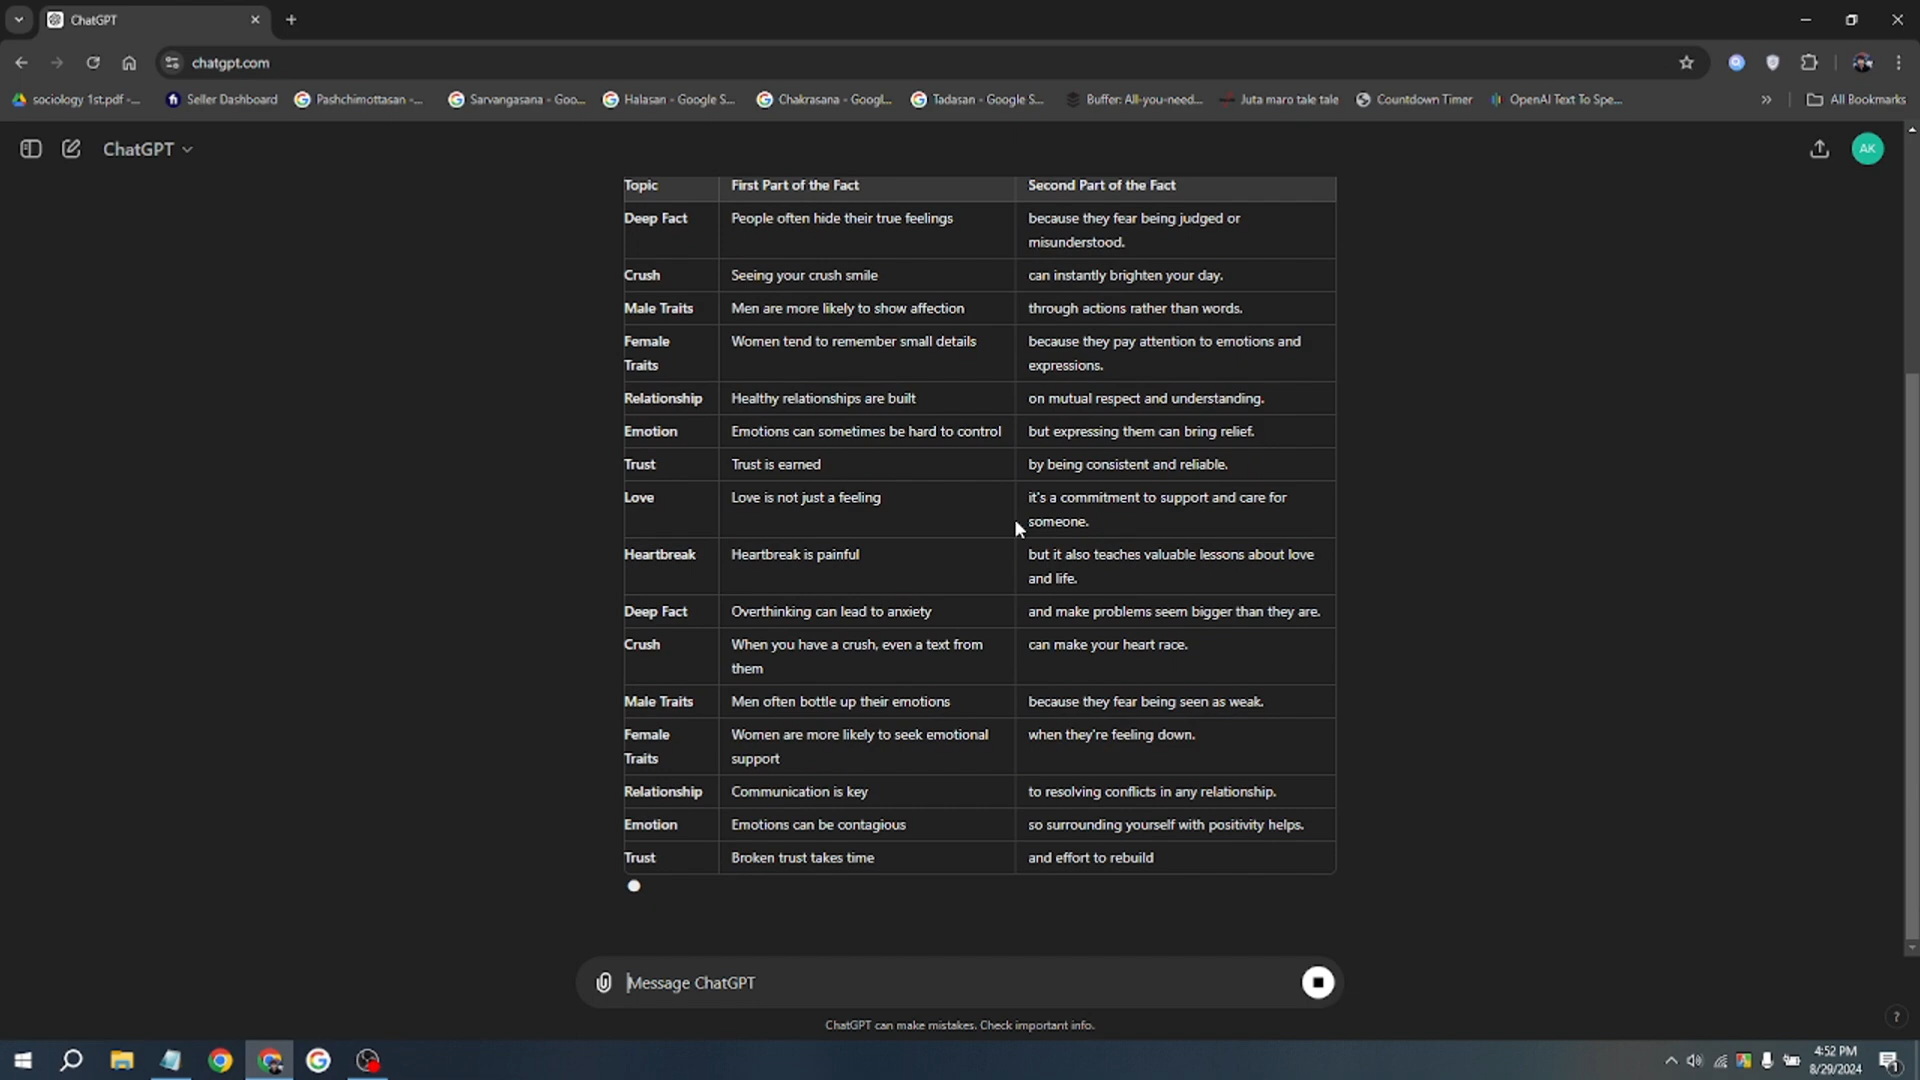 ChatGPT
chatgpt.com
sociology 1st.pdf -...
Seller Dashboard
Pashchimottasan -...
Sarvangasana - Goo...
Halasan - Google S...
Chakrasana - Googl...
Tadasan - Google S...
Buffer: All-you-need...
Juta maro tale tale
Countdown Timer
OpenAI Text To Spe...
»
All Bookmarks
ChatGPT
AK
Topic
First Part of the Fact
Second Part of the Fact
Deep Fact
People often hide their true feelings
because they fear being judged or
misunderstood.
Crush
Seeing your crush smile
can instantly brighten your day.
Male Traits
Men are more likely to show affection
through actions rather than words.
Female
Traits
Women tend to remember small details
because they pay attention to emotions and
expressions.
Relationship
Healthy relationships are built
on mutual respect and understanding.
Emotion
Emotions can sometimes be hard to control
but expressing them can bring relief.
Trust
Trust is earned
by being consistent and reliable.
Love
Love is not just a feeling
it's a commitment to support and care for
someone.
Heartbreak
Heartbreak is painful
but it also teaches valuable lessons about love
and life.
Deep Fact
Overthinking can lead to anxiety
and make problems seem bigger than they are.
Crush
When you have a crush, even a text from
them
can make your heart race.
Male Traits
Men often bottle up their emotions
because they fear being seen as weak.
Female
Traits
Women are more likely to seek emotional
support
when they're feeling down.
Relationship
Communication is key
to resolving conflicts in any relationship.
Emotion
Emotions can be contagious
so surrounding yourself with positivity helps.
Trust
Broken trust takes time
and effort to rebuild
Message ChatGPT
ChatGPT can make mistakes. Check important info.
?
4:52 PM
8/29/2024
1